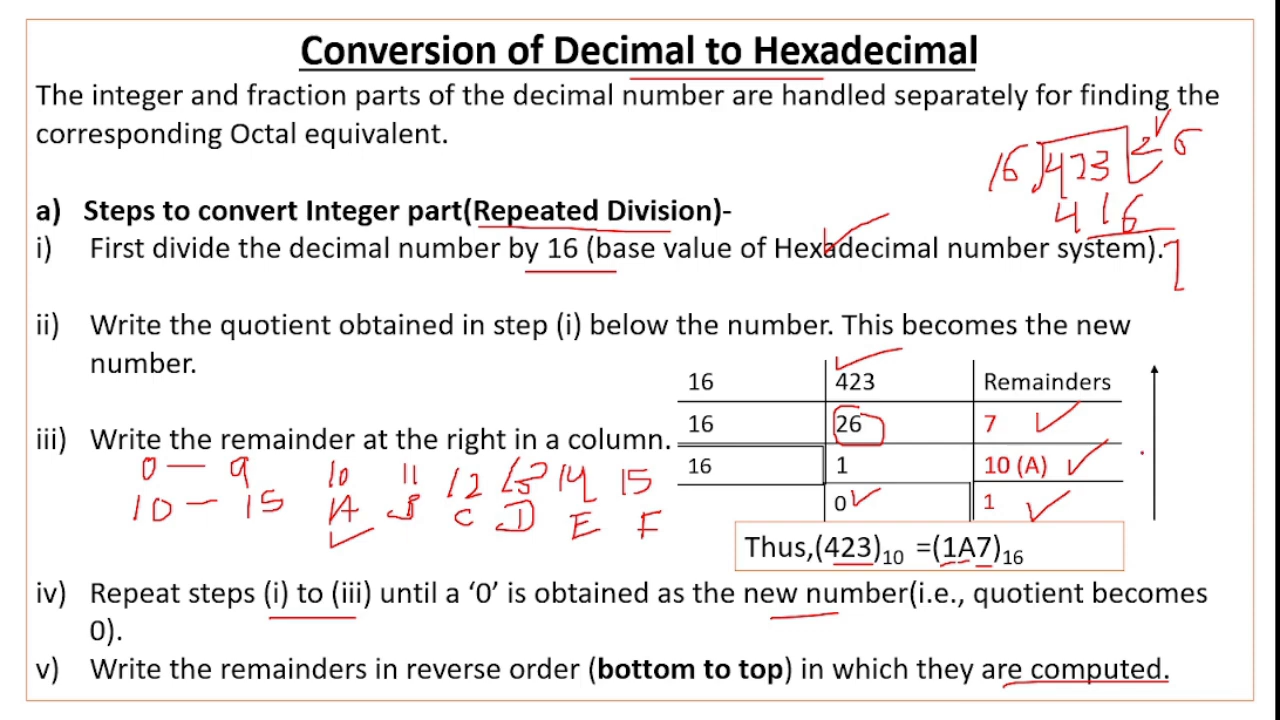 Conversion of Decimal to Hexadecimal
The integer and fraction parts of the decimal number are handled separately for finding the
corresponding Octal equivalent.
16 423 26
416
7
a) Steps to convert Integer part(Repeated Division)-
i) First divide the decimal number by 16 (base value of Hexadecimal number system).
ii) Write the quotient obtained in step (i) below the number. This becomes the new
number.
16 423 Remainders
16 26 7
iii) Write the remainder at the right in a column.
16 1 10 (A)
0 1
0 — 9 10 11 12 13 14 15
10 — 15 A B C D E F
Thus,(423)10 =(1A7)16
iv) Repeat steps (i) to (iii) until a ‘0’ is obtained as the new number(i.e., quotient becomes
0).
v) Write the remainders in reverse order (bottom to top) in which they are computed.